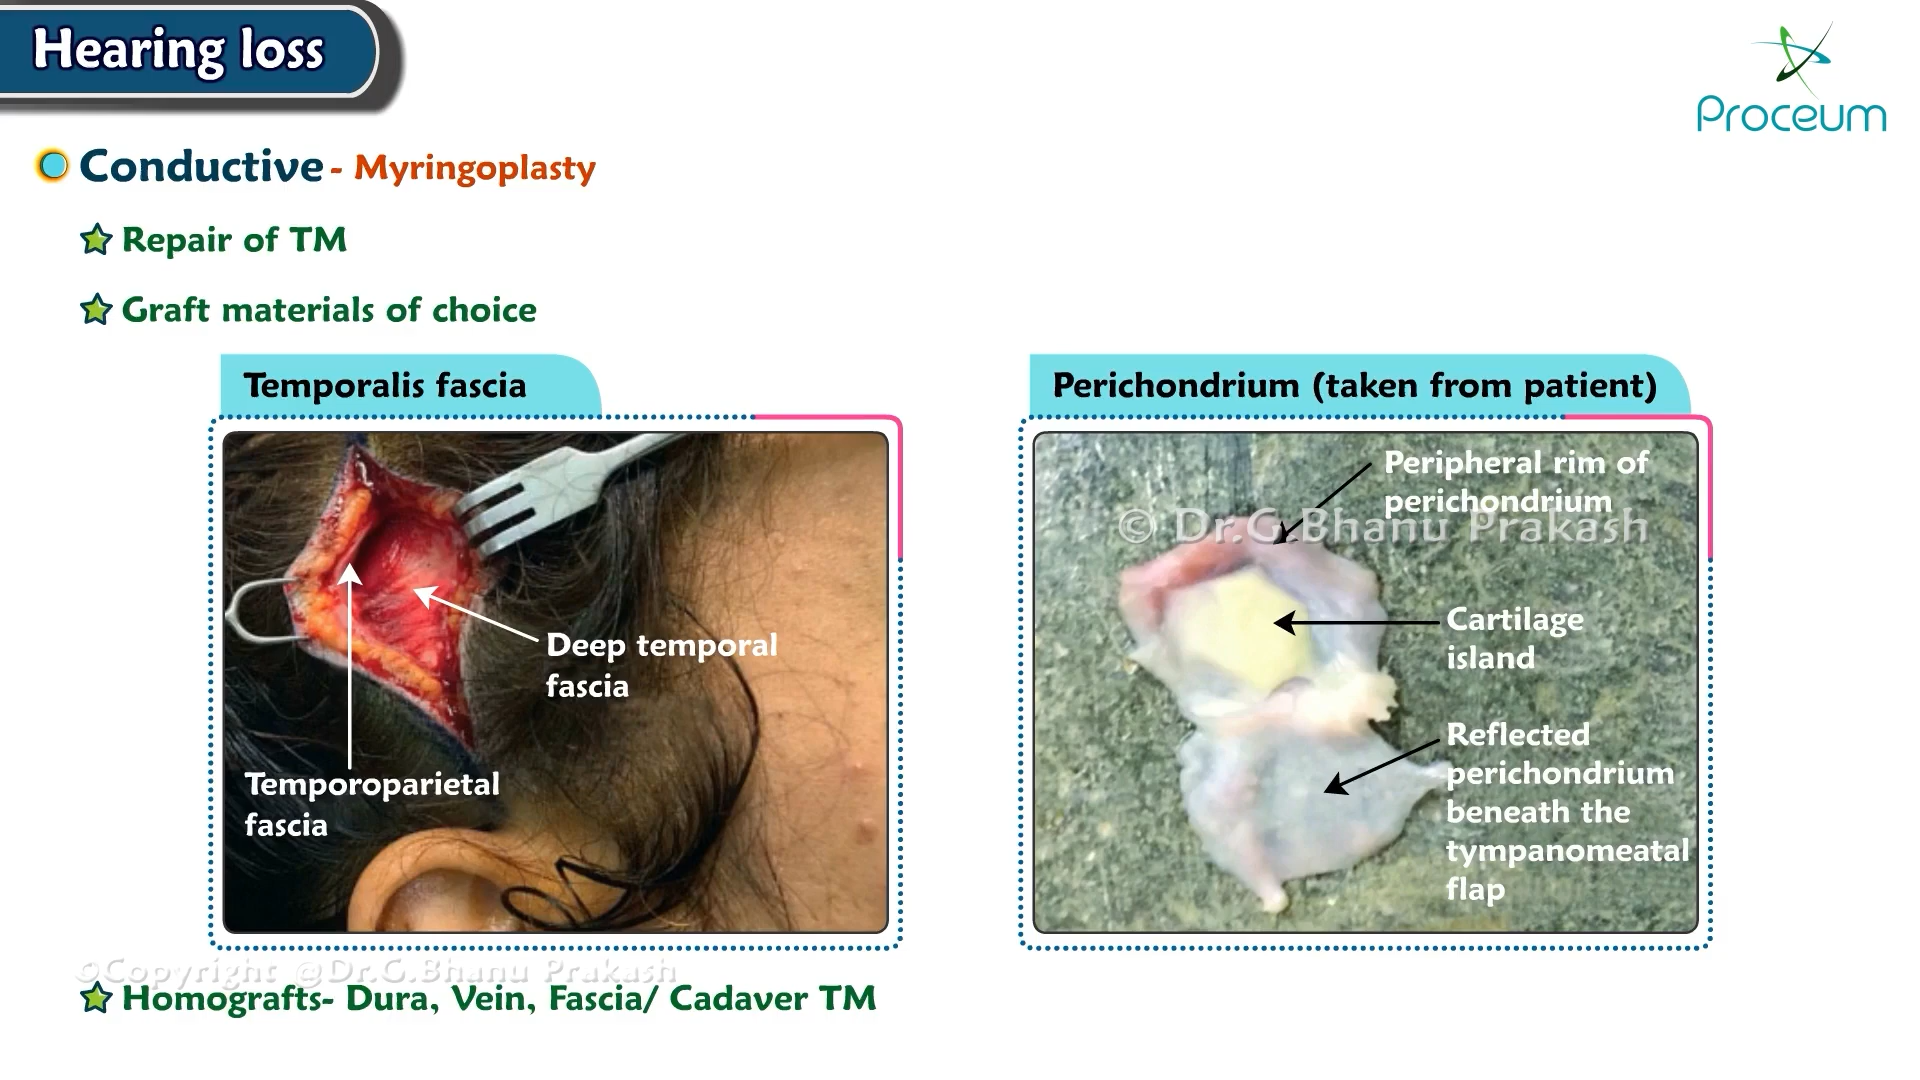 Hearing loss
Proceum
Conductive - Myringoplasty
Repair of TM
Graft materials of choice
Temporalis fascia
Deep temporal
fascia
Temporoparietal
fascia
Perichondrium (taken from patient)
Peripheral rim of
perichondrium
© Dr.G.Bhanu Prakash
Cartilage
island
Reflected
perichondrium
beneath the
tympanomeatal
flap
©Copyright @Dr.G.Bhanu Prakash
Homografts- Dura, Vein, Fascia/ Cadaver TM